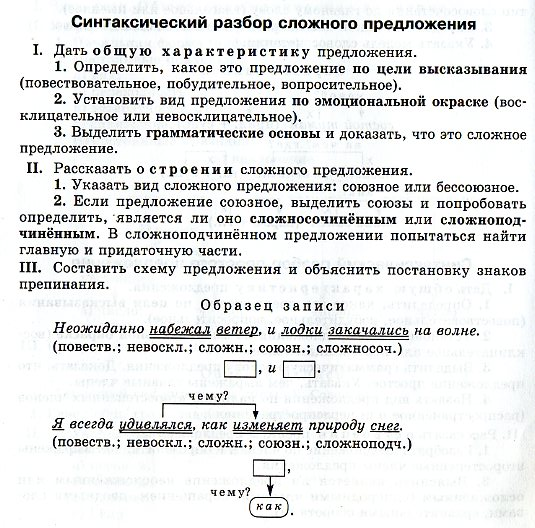 Синтаксический разбор сложного предложения
I. Дать общую характеристику предложения.
1. Определить, какое это предложение по цели высказывания
(повествовательное, побудительное, вопросительное).
2. Установить вид предложения по эмоциональной окраске (вос-
клицательное или невосклицательное).
3. Выделить грамматические основы и доказать, что это сложное
предложение.
II. Рассказать о строении сложного предложения.
1. Указать вид сложного предложения: союзное или бессоюзное.
2. Если предложение союзное, выделить союзы и попробовать
определить, является ли оно сложносочинённым или сложнопод-
чинённым. В сложноподчинённом предложении попытаться найти
главную и придаточную части.
III. Составить схему предложения и объяснить постановку знаков
препинания.
Образец записи
Неожиданно набежал ветер, и лодки закачались на волне.
(повеств.; невоскл.; сложн.; союзн.; сложносоч.)
, и .
чему?
Я всегда удивлялся, как изменяет природу снег.
(повеств.; невоскл.; сложн.; союзн.; сложноподч.)
,
чему?
как .